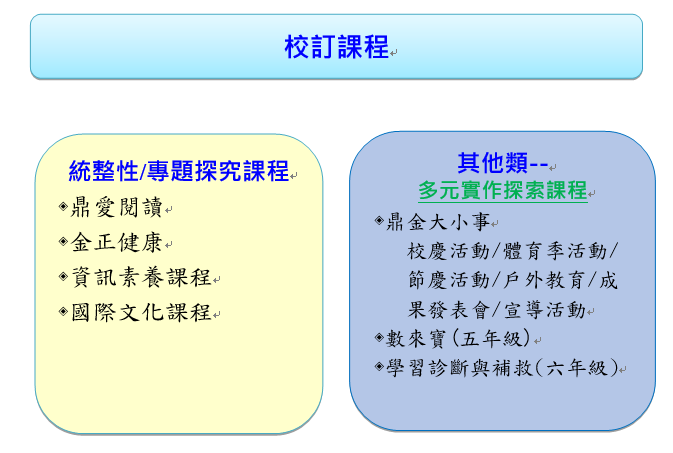 校訂課程
統整性/專題探究課程
◈鼎愛閱讀
◈金正健康
◈資訊素養課程
◈國際文化課程
其他類--
多元實作探索課程
◈鼎金大小事
校慶活動/體育季活動/
節慶活動/戶外教育/成
果發表會/宣導活動
◈數來寶(五年級)
◈學習診斷與補救(六年級)